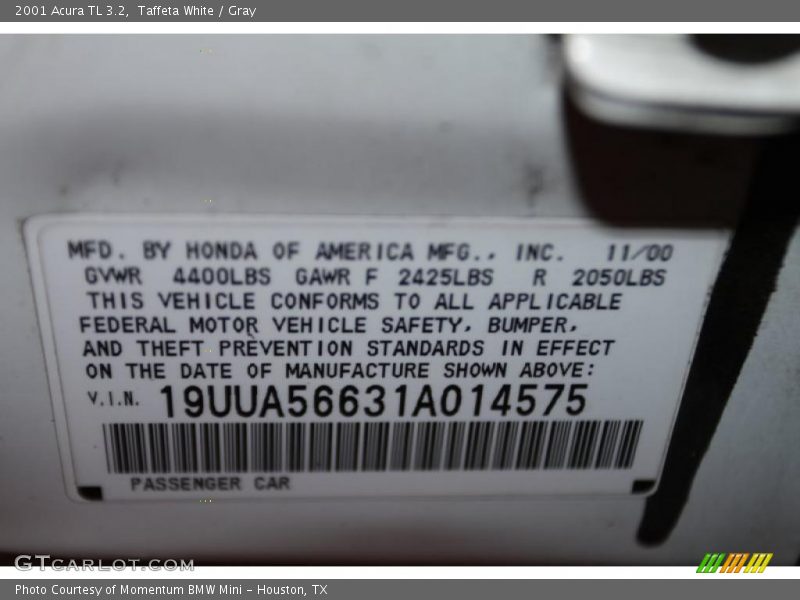 2001 Acura TL 3.2, Taffeta White / Gray
MFD. BY HONDA OF AMERICA MFG., INC. 11/00
GVWR 4400LBS GAWR F 2425LBS R 2050LBS
THIS VEHICLE CONFORMS TO ALL APPLICABLE
FEDERAL MOTOR VEHICLE SAFETY, BUMPER,
AND THEFT PREVENTION STANDARDS IN EFFECT
ON THE DATE OF MANUFACTURE SHOWN ABOVE:
V.I.N. 19UUA56631A014575
PASSENGER CAR
GTCARLOT.COM
Photo Courtesy of Momentum BMW Mini - Houston, TX